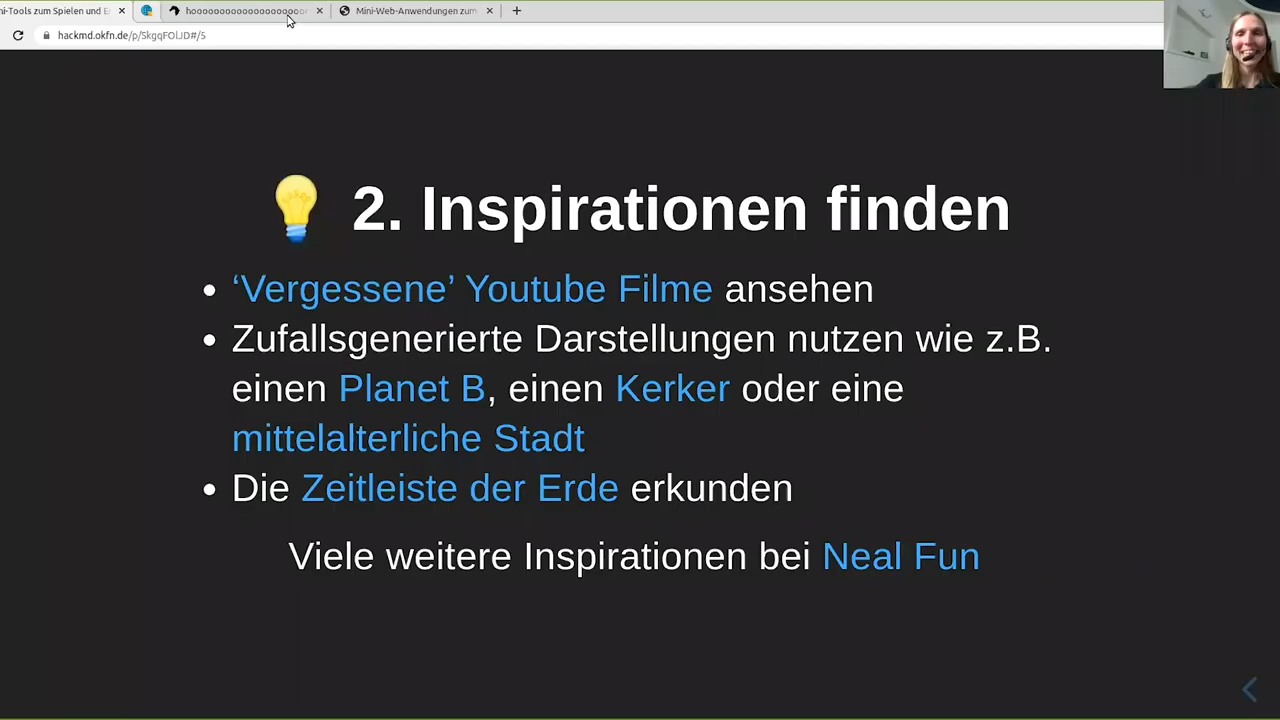 ni-Tools zum Spielen und E
hooooooooooooooooooooo
Mini-Web-Anwendungen zum
hackmd.okfn.de/p/SkgqFOlJD#/5
💡 2. Inspirationen finden
• ‘Vergessene’ Youtube Filme ansehen
• Zufallsgenerierte Darstellungen nutzen wie z.B.
einen Planet B, einen Kerker oder eine
mittelalterliche Stadt
• Die Zeitleiste der Erde erkunden
Viele weitere Inspirationen bei Neal Fun